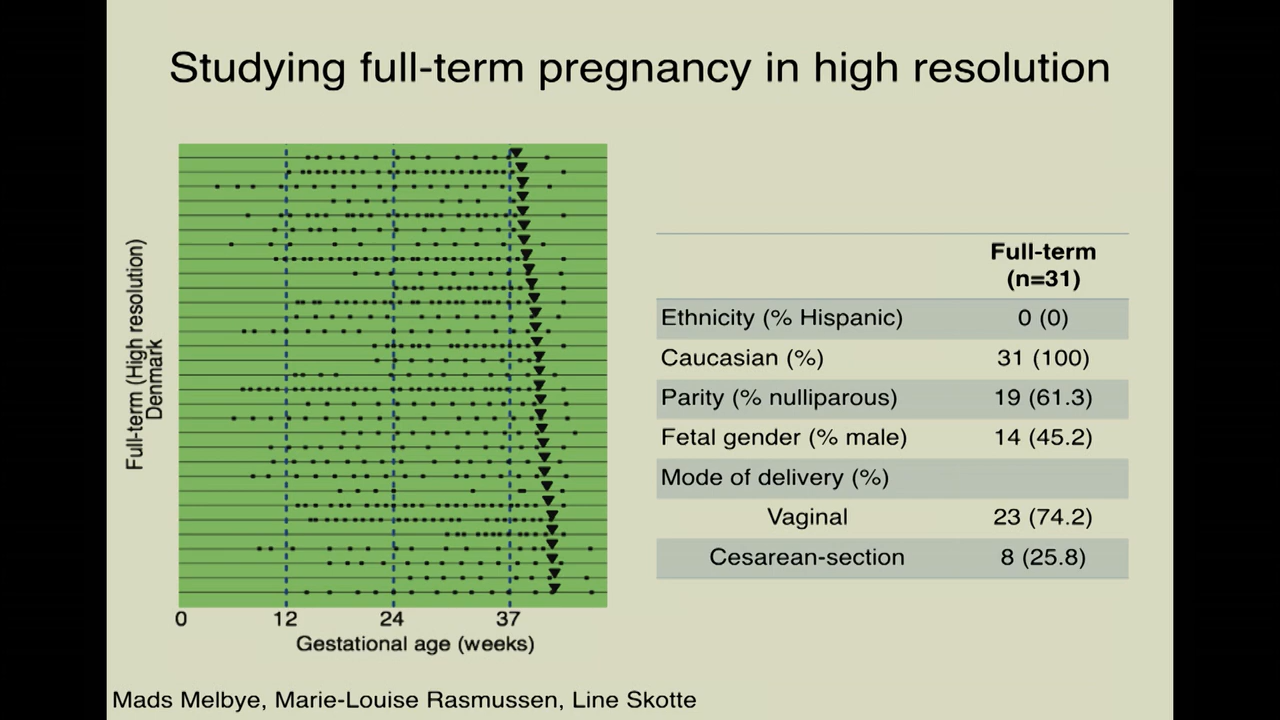 Studying full-term pregnancy in high resolution
Full-term (High resolution)
Denmark
0 12 24 37
Gestational age (weeks)
Full-term
(n=31)
Ethnicity (% Hispanic) 0 (0)
Caucasian (%) 31 (100)
Parity (% nulliparous) 19 (61.3)
Fetal gender (% male) 14 (45.2)
Mode of delivery (%)
Vaginal 23 (74.2)
Cesarean-section 8 (25.8)
Mads Melbye, Marie-Louise Rasmussen, Line Skotte